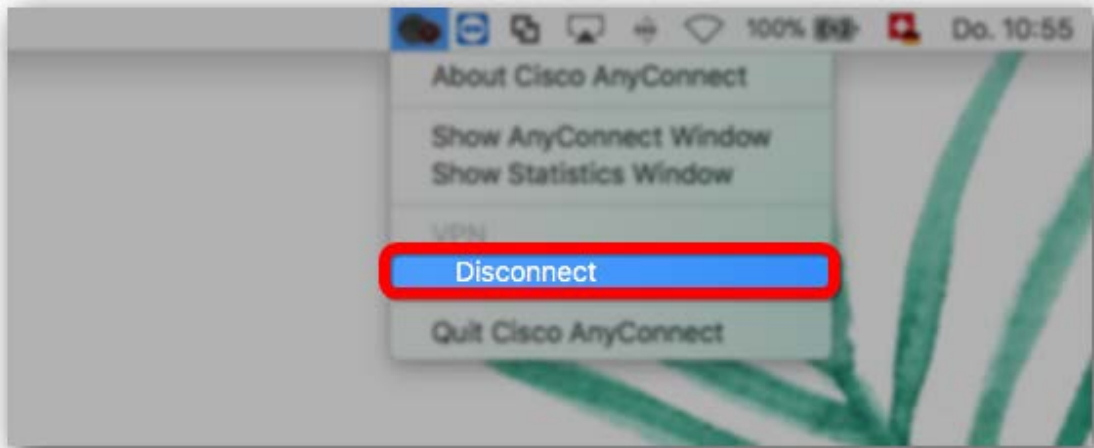 100% Do. 10:55
About Cisco AnyConnect
Show AnyConnect Window
Show Statistics Window
VPN
Disconnect
Quit Cisco AnyConnect